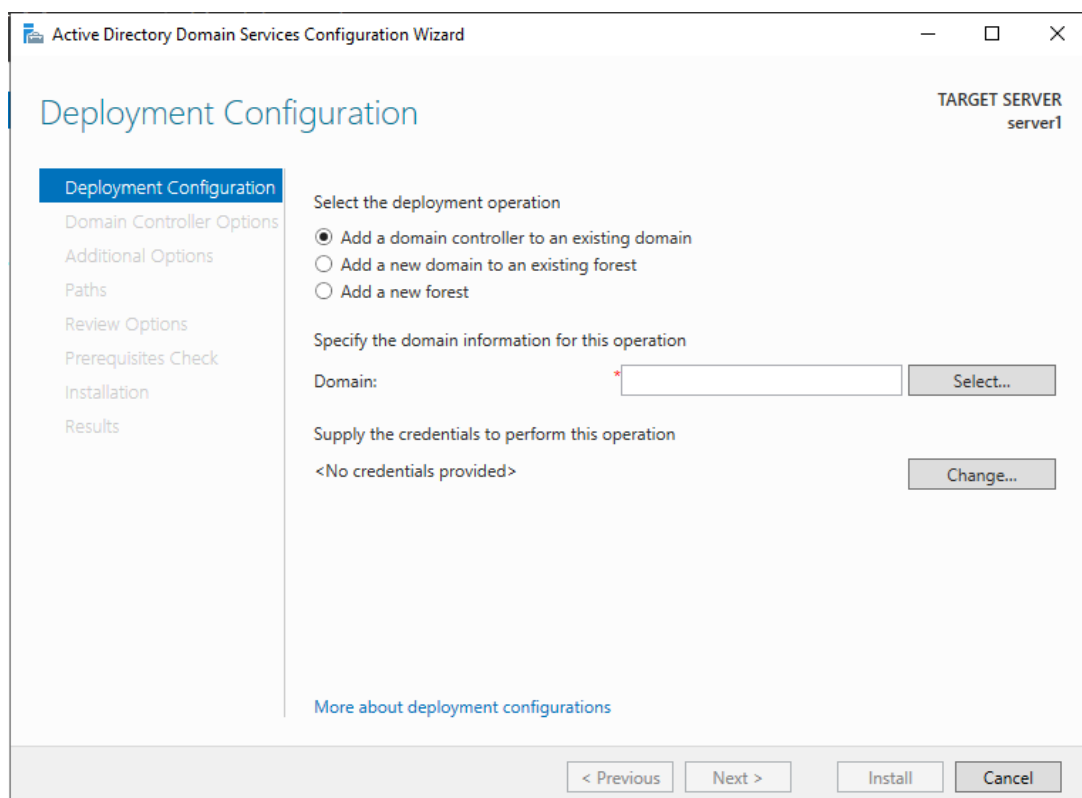 Active Directory Domain Services Configuration Wizard
Deployment Configuration
TARGET SERVER
server1
Deployment Configuration
Domain Controller Options
Additional Options
Paths
Review Options
Prerequisites Check
Installation
Results
Select the deployment operation
Add a domain controller to an existing domain
Add a new domain to an existing forest
Add a new forest
Specify the domain information for this operation
Domain: *
Select...
Supply the credentials to perform this operation
<No credentials provided>
Change...
More about deployment configurations
< Previous
Next >
Install
Cancel